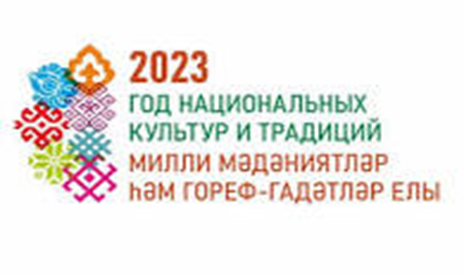 2023
ГОД НАЦИОНАЛЬНЫХ
КУЛЬТУР И ТРАДИЦИЙ
МИЛЛИ МӘДӘНИЯТЛӘР
ҺӘМ ГОРЕФ-ГАДӘТЛӘР ЕЛЫ